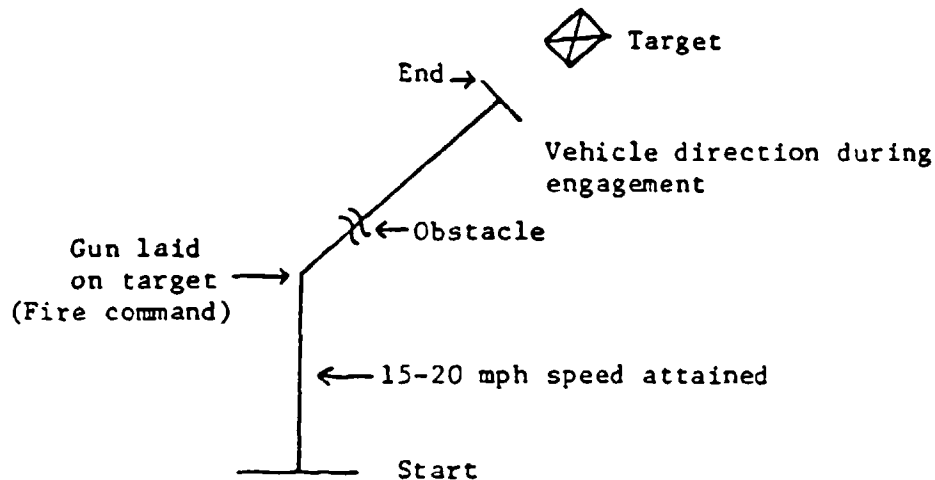 Target
End
Vehicle direction during
engagement
Obstacle
Gun laid
on target
(Fire command)
15-20 mph speed attained
Start